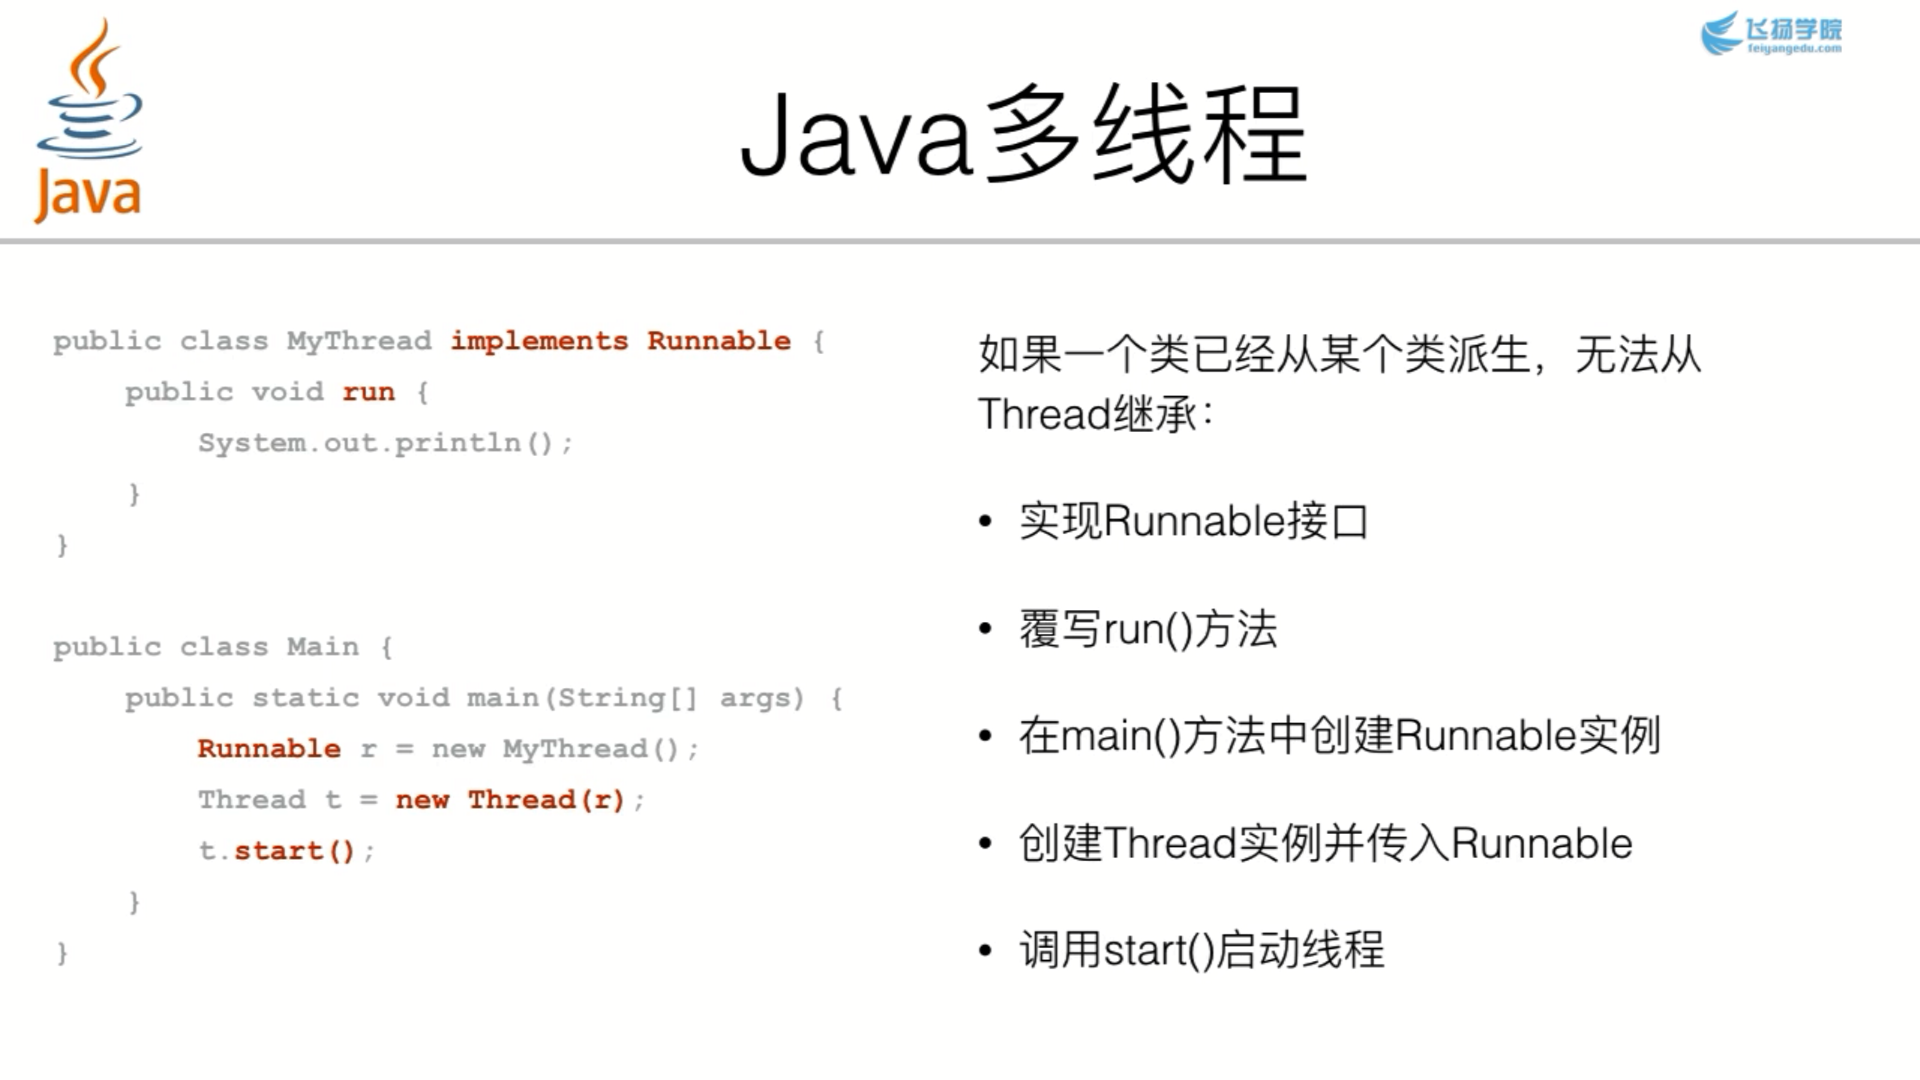 Java
飞扬学院
feiyangedu.com
Java多线程
public class MyThread implements Runnable {
    public void run {
        System.out.println();
    }
}
public class Main {
    public static void main(String[] args) {
        Runnable r = new MyThread();
        Thread t = new Thread(r);
        t.start();
    }
}
如果一个类已经从某个类派生，无法从
Thread继承：
• 实现Runnable接口
• 覆写run()方法
• 在main()方法中创建Runnable实例
• 创建Thread实例并传入Runnable
• 调用start()启动线程